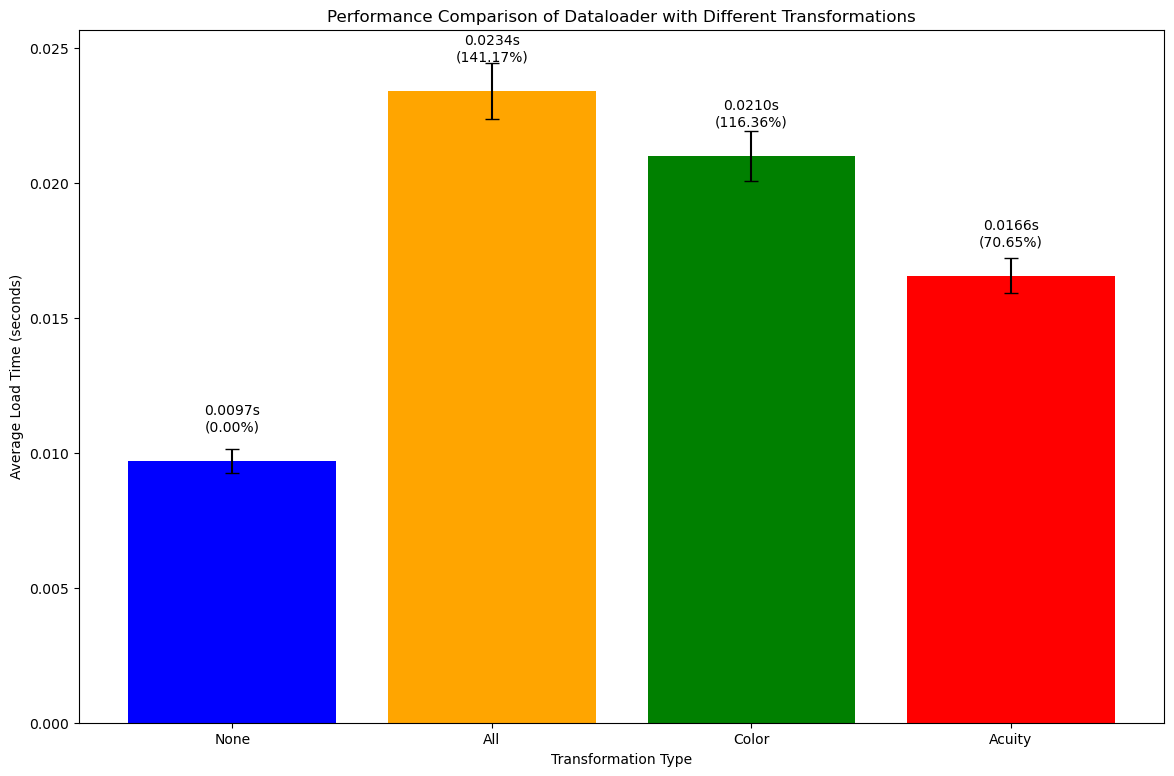 Performance Comparison of Dataloader with Different Transformations
0.0234s
(141.17%)
0.0210s
(116.36%)
0.0166s
(70.65%)
0.0097s
(0.00%)
0.025
0.020
0.015
0.010
0.005
0.000
Average Load Time (seconds)
None
All
Color
Acuity
Transformation Type